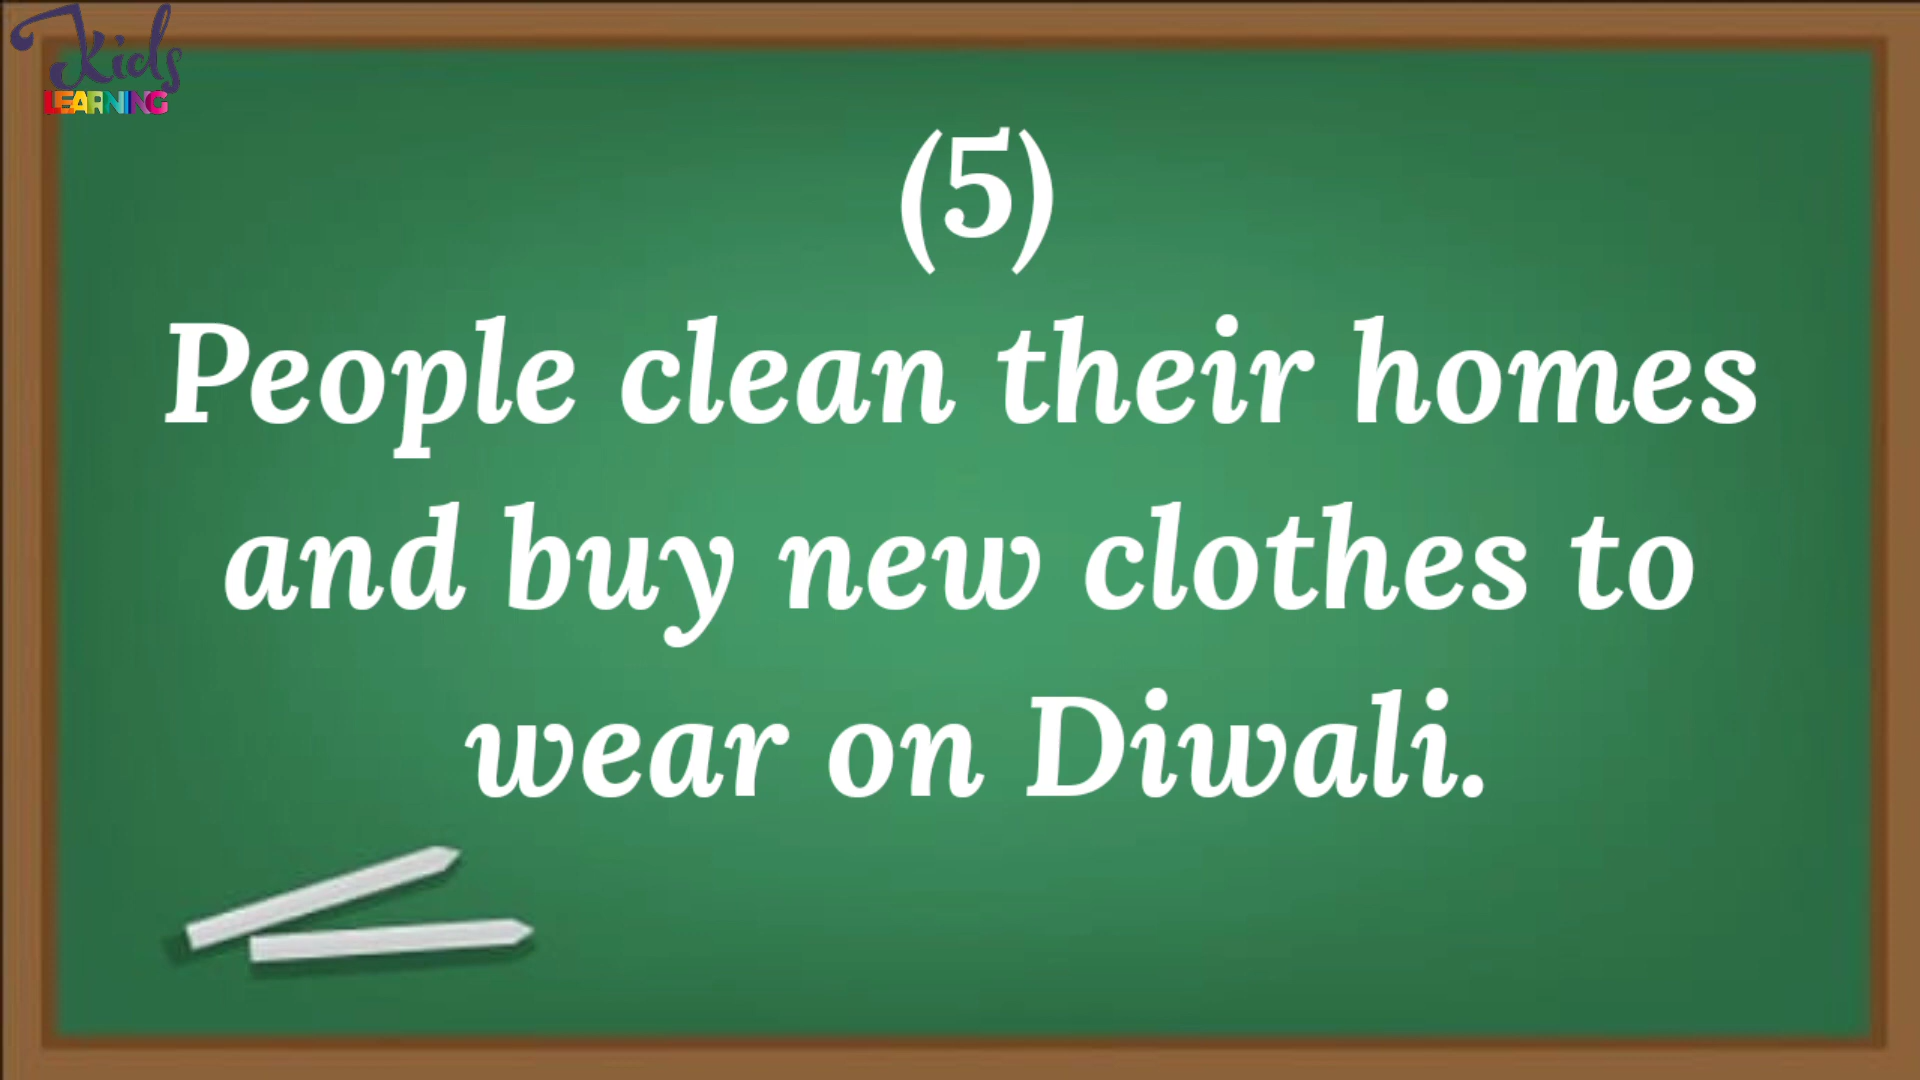 Kids
LEARNING
(5)
People clean their homes
and buy new clothes to
wear on Diwali.